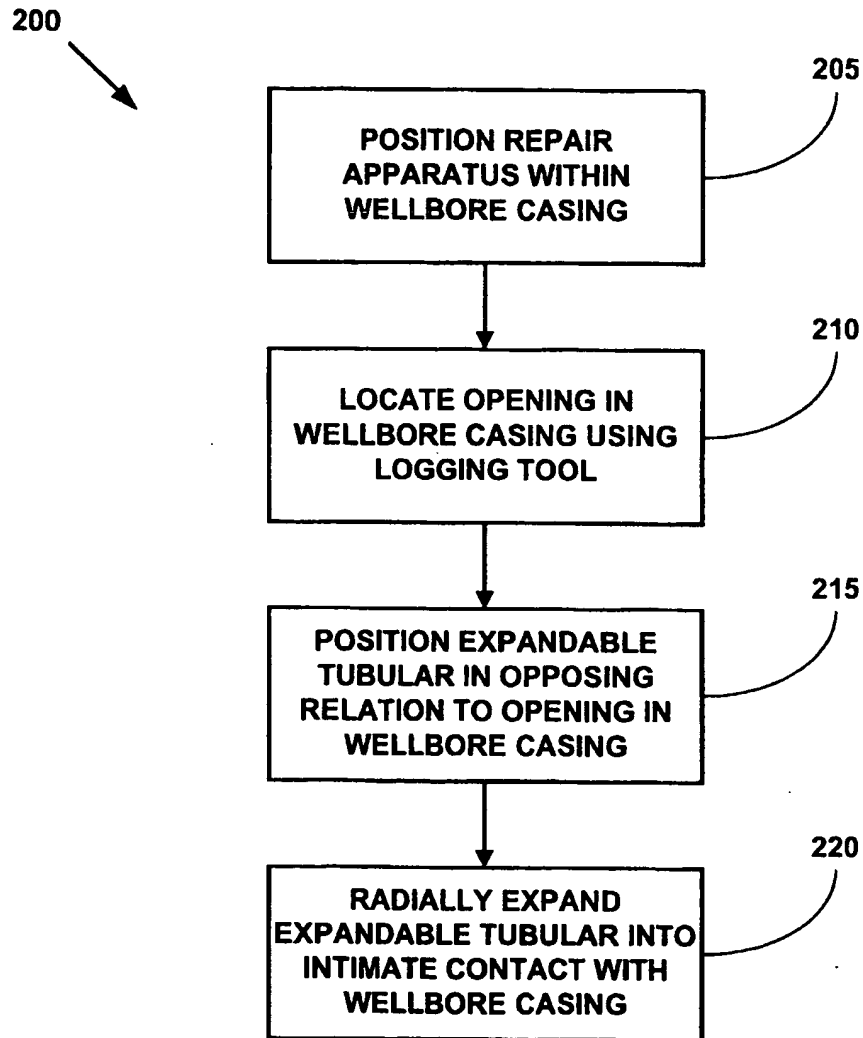 200
205
POSITION REPAIR
APPARATUS WITHIN
WELLBORE CASING
210
LOCATE OPENING IN
WELLBORE CASING USING
LOGGING TOOL
215
POSITION EXPANDABLE
TUBULAR IN OPPOSING
RELATION TO OPENING IN
WELLBORE CASING
220
RADIALLY EXPAND
EXPANDABLE TUBULAR INTO
INTIMATE CONTACT WITH
WELLBORE CASING